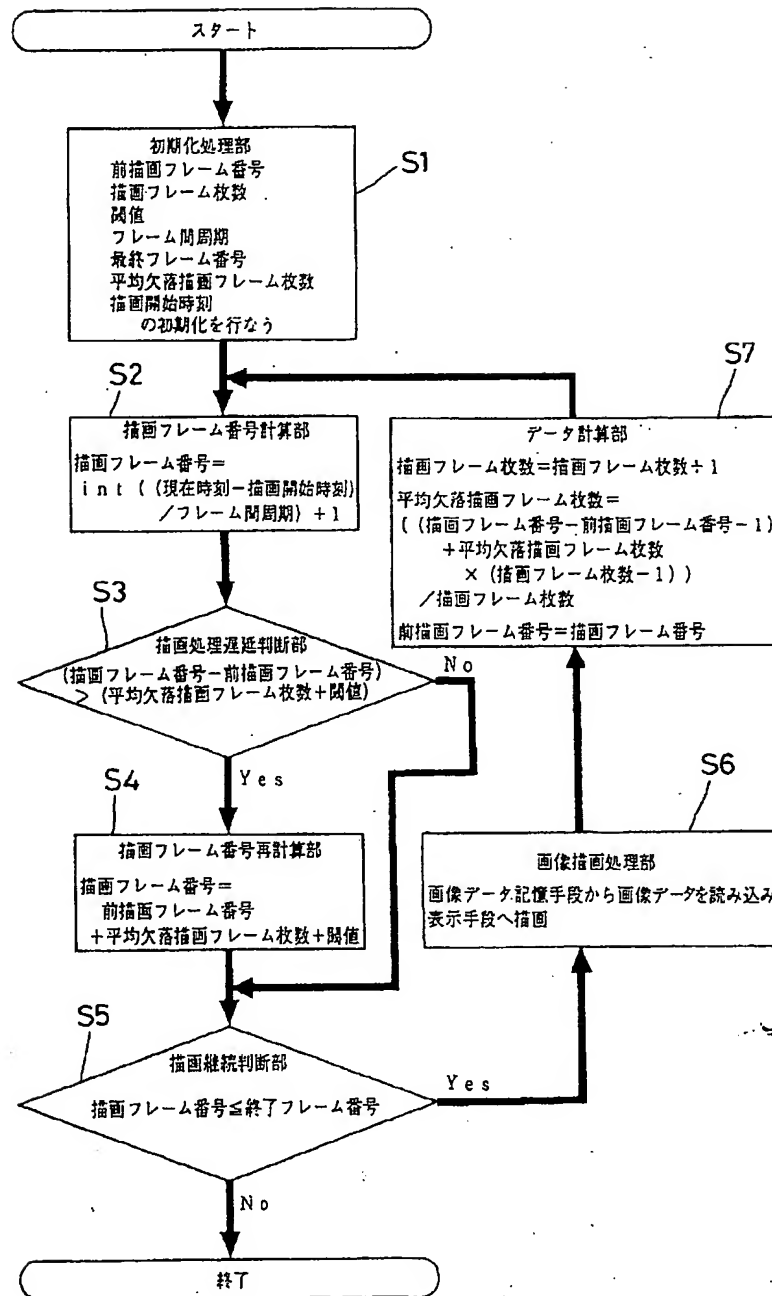 スタート
S1
初期化処理部
前描画フレーム番号
描画フレーム枚数
閾値
フレーム間周期
最終フレーム番号
平均欠落描画フレーム枚数
描画開始時刻
の初期化を行なう
S2
描画フレーム番号計算部
描画フレーム番号=
int((現在時刻-描画開始時刻)
/フレーム間周期)+1
S3
描画処理遅延判断部
(描画フレーム番号-前描画フレーム番号)
>(平均欠落描画フレーム枚数+閾値)
No
Yes
S4
描画フレーム番号再計算部
描画フレーム番号=
前描画フレーム番号
+平均欠落描画フレーム枚数+閾値
S5
描画継続判断部
描画フレーム番号≦終了フレーム番号
Yes
No
終了
S6
画像描画処理部
画像データ記憶手段から画像データを読み込み
表示手段へ描画
S7
データ計算部
描画フレーム枚数=描画フレーム枚数+1
平均欠落描画フレーム枚数=
((描画フレーム番号-前描画フレーム番号-1)
+平均欠落描画フレーム枚数
×(描画フレーム枚数-1))
/描画フレーム枚数
前描画フレーム番号=描画フレーム番号